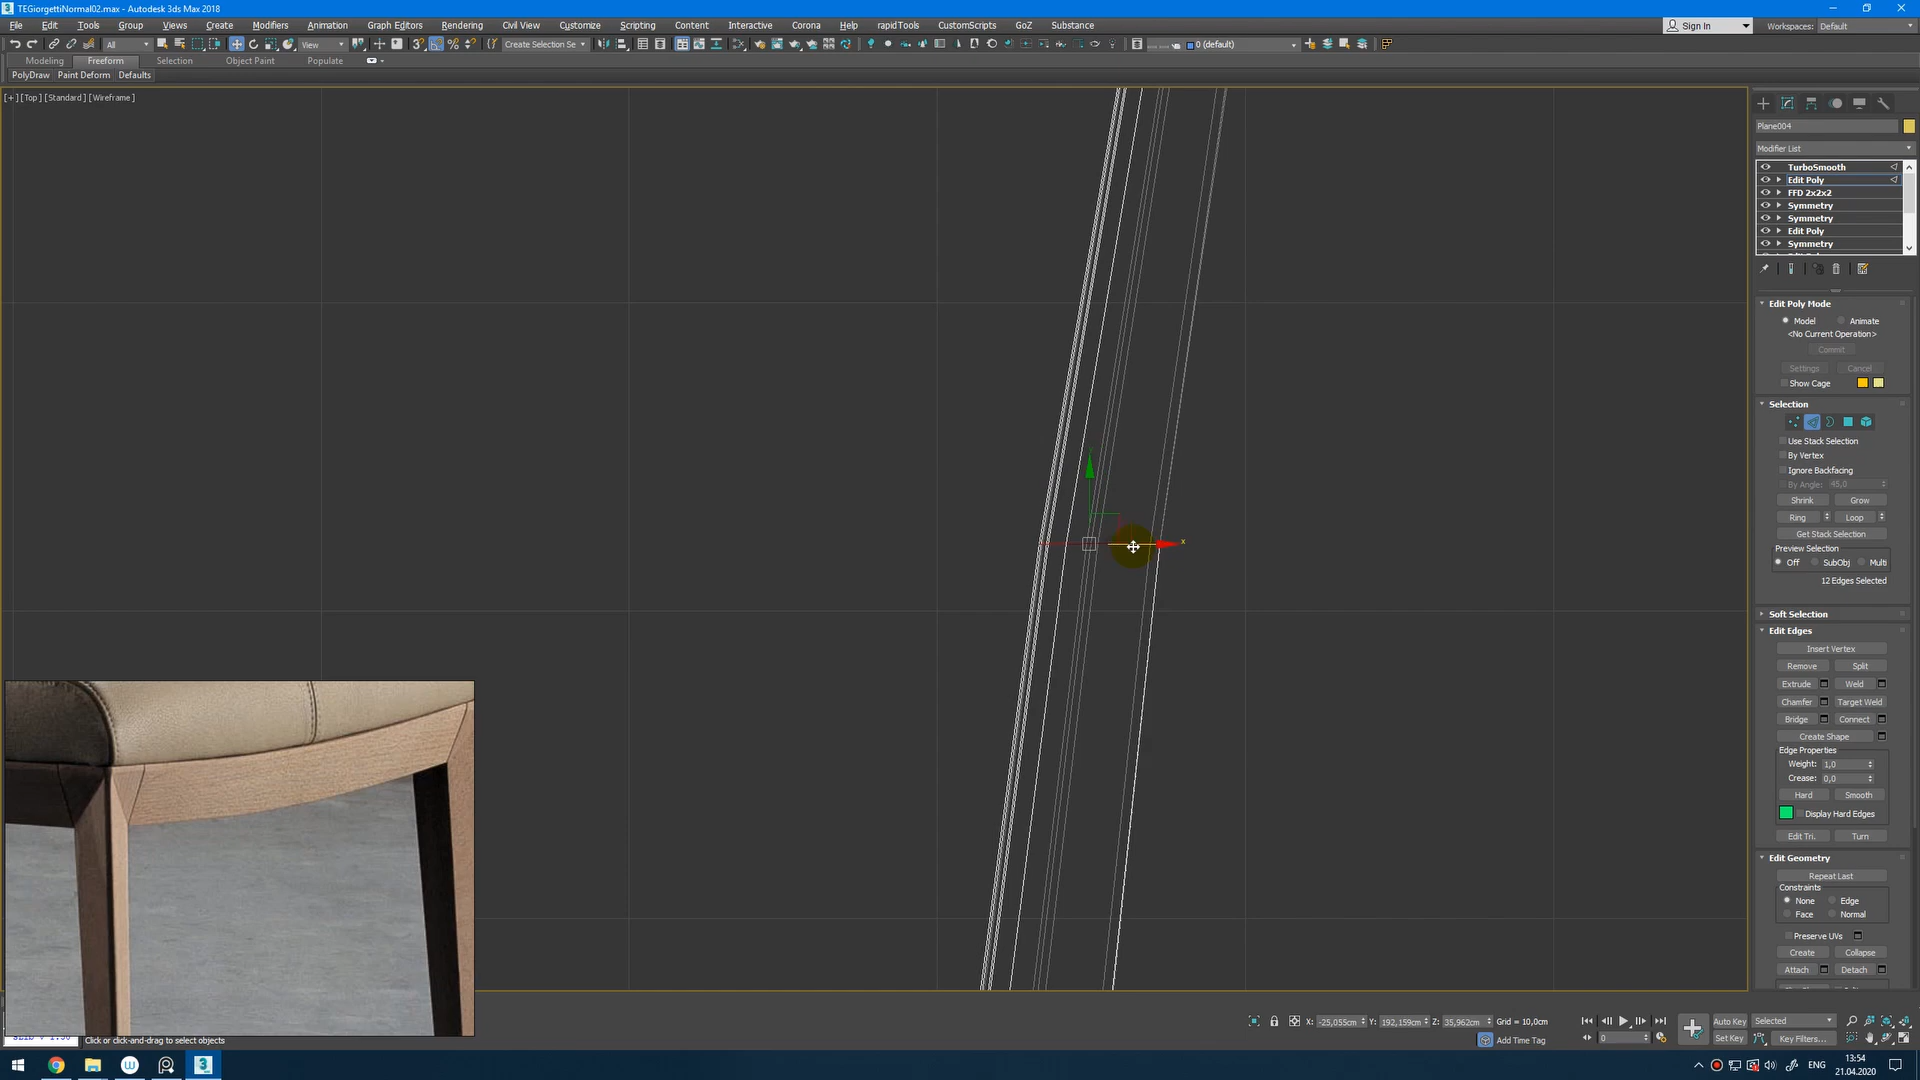 TEGiorgettiNormal02.max - Autodesk 3ds Max 2018
File Edit Tools Group Views Create Modifiers Animation Graph Editors Rendering Civil View Customize Scripting Content Interactive Corona Help rapidTools CustomScripts GoZ Substance
Sign In
Workspaces: Default
All
View
Create Selection Se
0 (default)
Modeling Freeform Selection Object Paint Populate
PolyDraw Paint Deform Defaults
[+] [Top] [Standard] [Wireframe]
Plane004
Modifier List
TurboSmooth
Edit Poly
FFD 2x2x2
Symmetry
Symmetry
Edit Poly
Symmetry
Edit Poly Mode
Model Animate
<No Current Operation>
Commit
Settings Cancel
Show Cage
Selection
Use Stack Selection
By Vertex
Ignore Backfacing
By Angle: 45,0
Shrink Grow
Ring Loop
Get Stack Selection
Preview Selection
Off SubObj Multi
12 Edges Selected
Soft Selection
Edit Edges
Insert Vertex
Remove Split
Extrude Weld
Chamfer Target Weld
Bridge Connect
Create Shape
Edge Properties
Weight: 1,0
Crease: 0,0
Hard Smooth
Display Hard Edges
Edit Tri. Turn
Edit Geometry
Repeat Last
Constraints
None Edge
Face Normal
Preserve UVs
Create Collapse
Attach Detach
x
X: -25,055cm Y: 192,159cm Z: 35,962cm Grid = 10,0cm
Auto Key Selected
Click or click-and-drag to select objects
Add Time Tag
0
Set Key Key Filters...
ENG
13:54
21.04.2020